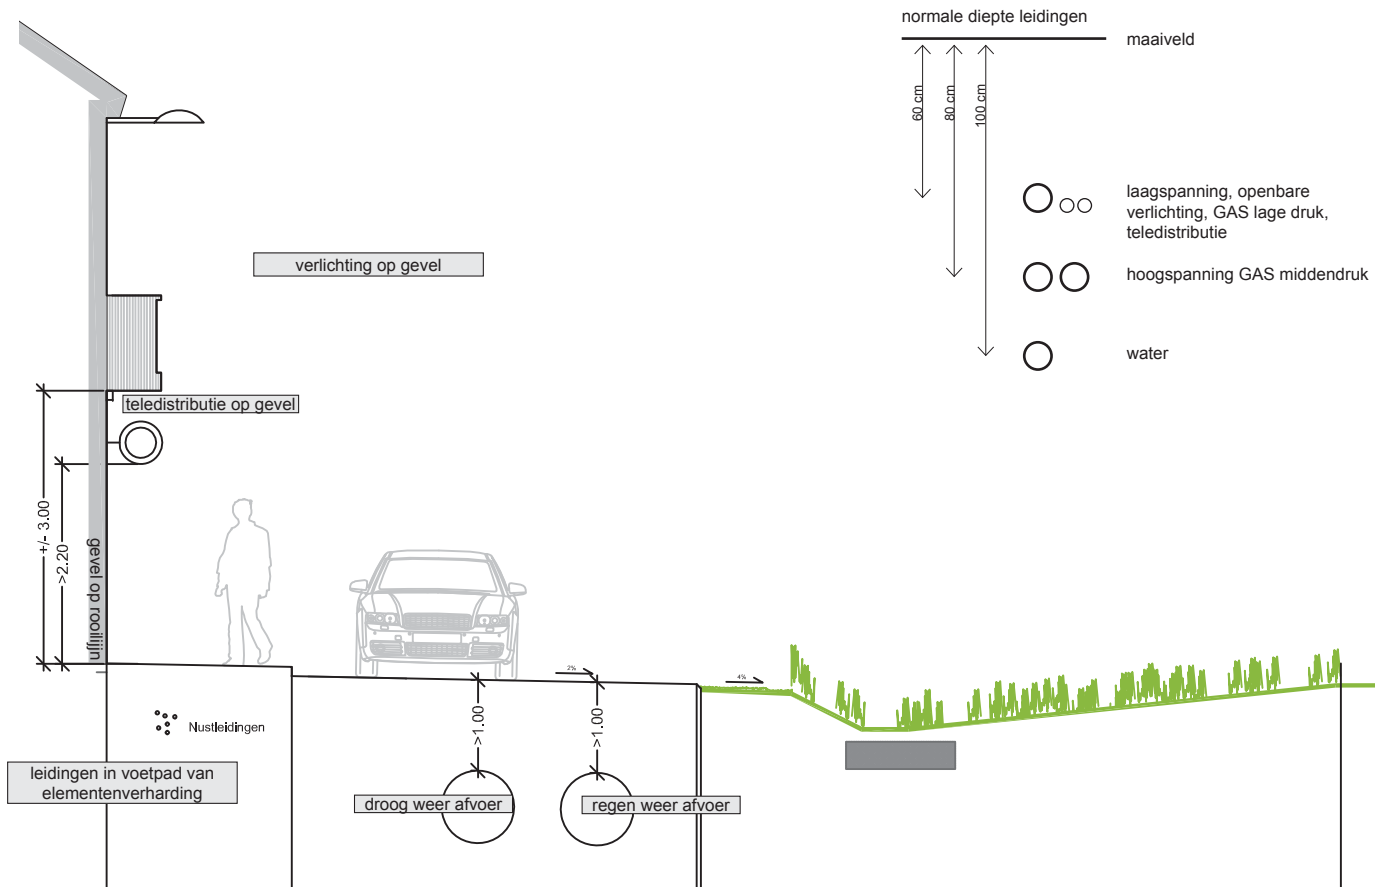 normale diepte leidingen
maaiveld
60 cm
80 cm
100 cm
laagspanning, openbare
verlichting, GAS lage druk,
teledistributie
hoogspanning GAS middendruk
water
verlichting op gevel
teledistributie op gevel
+/- 3.00
>2.20
gevel op rooilijn
2%
4%
>1.00
>1.00
Nustleidingen
leidingen in voetpad van
elementenverharding
droog weer afvoer
regen weer afvoer